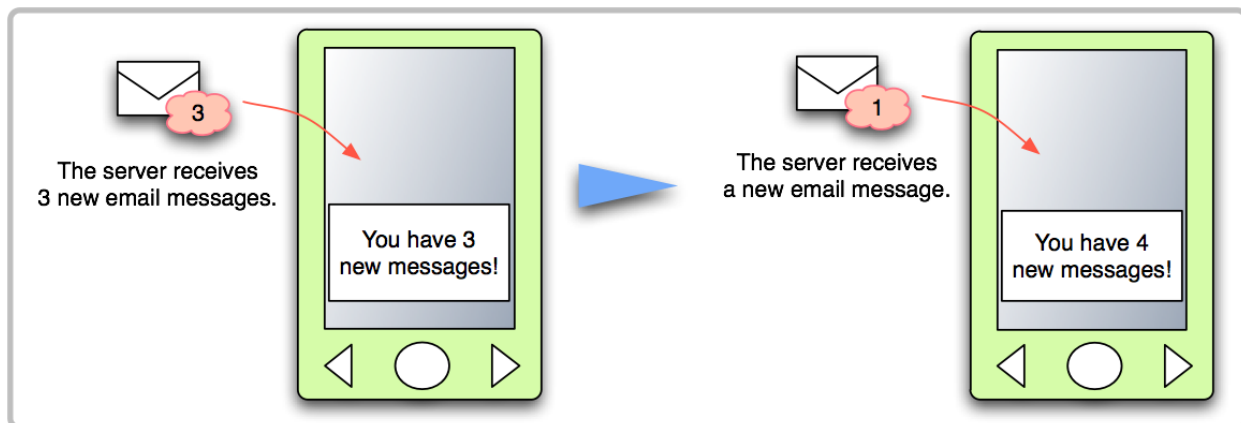 3
The server receives
3 new email messages.
You have 3
new messages!
1
The server receives
a new email message.
You have 4
new messages!